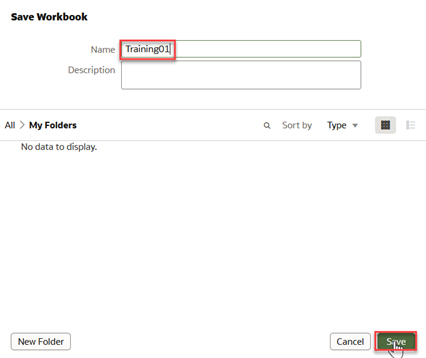 Save Workbook
Name Training01
Description
All > My Folders Sort by Type
No data to display.
New Folder Cancel Save